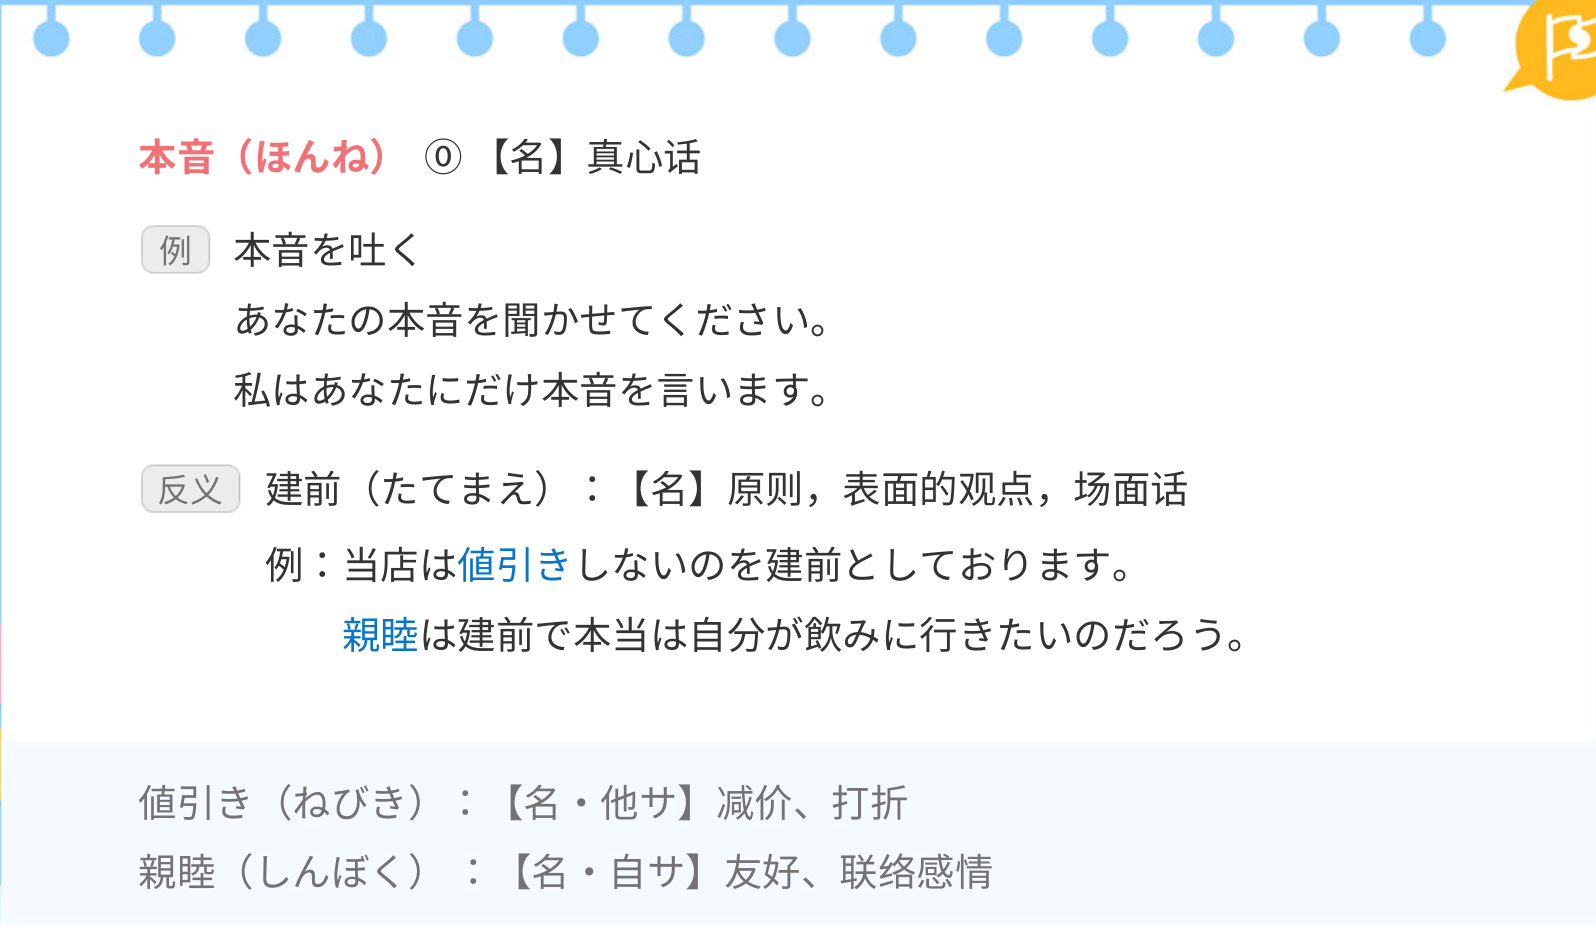 本音（ほんね） ⓪ 【名】真心话
例 本音を吐く
あなたの本音を聞かせてください。
私はあなたにだけ本音を言います。
反义 建前（たてまえ）：【名】原则，表面的观点，场面话
例：当店は値引きしないのを建前としております。
親睦は建前で本当は自分が飲みに行きたいのだろう。
値引き（ねびき）：【名・他サ】减价、打折
親睦（しんぼく） ：【名・自サ】友好、联络感情